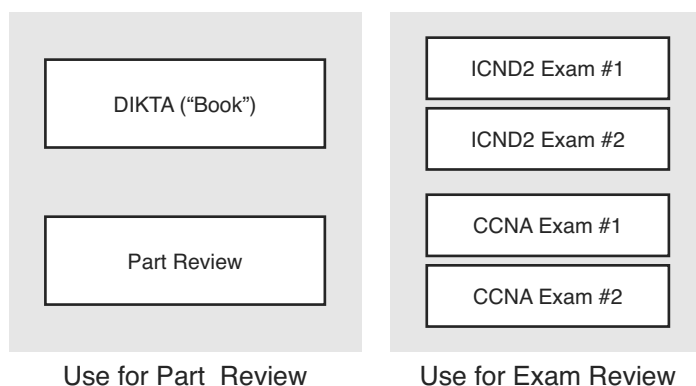 DIKTA (“Book”)
Part Review
Use for Part Review
ICND2 Exam #1
ICND2 Exam #2
CCNA Exam #1
CCNA Exam #2
Use for Exam Review